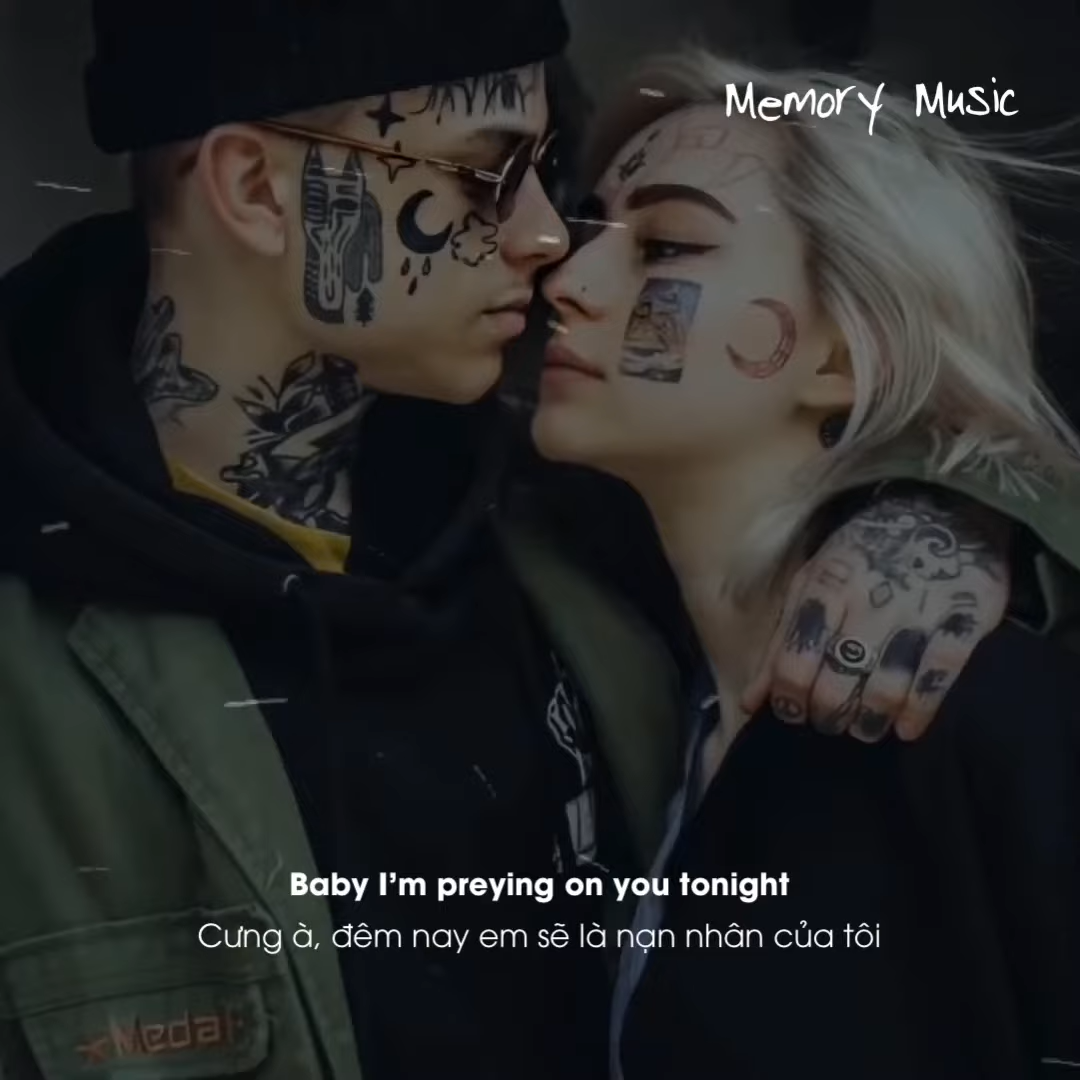 Memory Music
Baby I'm preying on you tonight
Cưng à, đêm nay em sẽ là nạn nhân của tôi
Medal